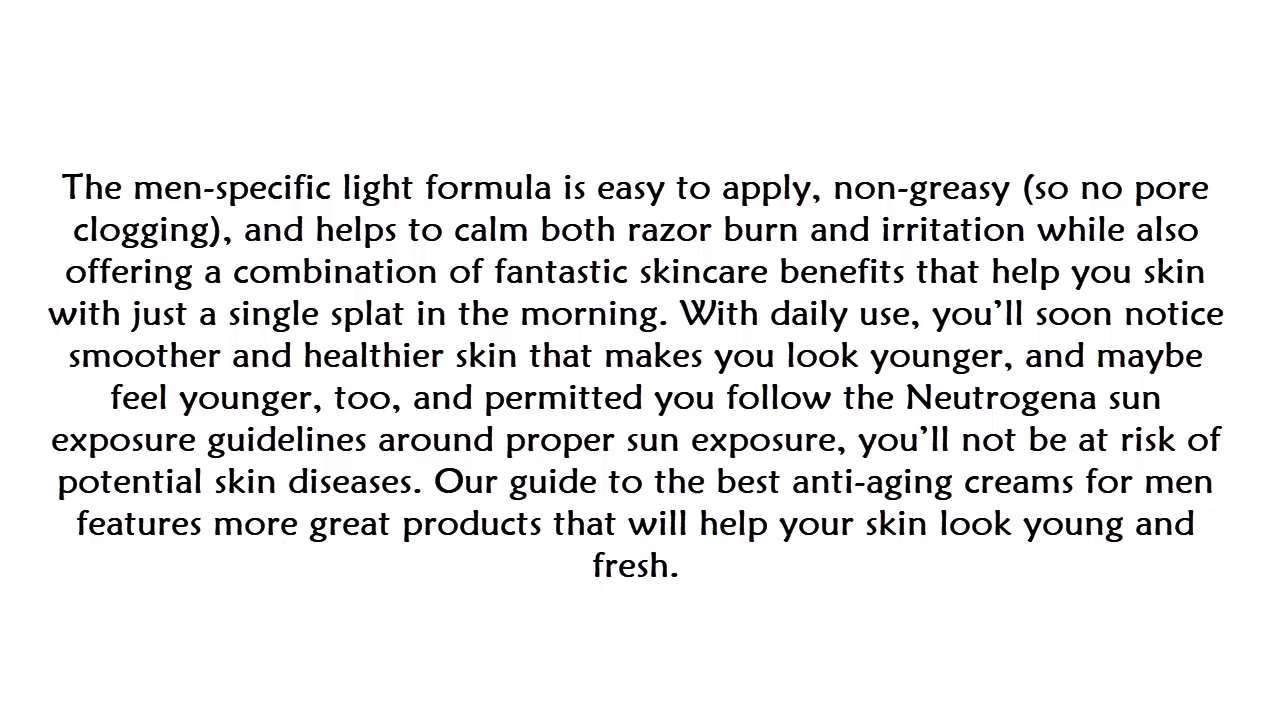 The men-specific light formula is easy to apply, non-greasy (so no pore
clogging), and helps to calm both razor burn and irritation while also
offering a combination of fantastic skincare benefits that help you skin
with just a single splat in the morning. With daily use, you’ll soon notice
smoother and healthier skin that makes you look younger, and maybe
feel younger, too, and permitted you follow the Neutrogena sun
exposure guidelines around proper sun exposure, you’ll not be at risk of
potential skin diseases. Our guide to the best anti-aging creams for men
features more great products that will help your skin look young and
fresh.